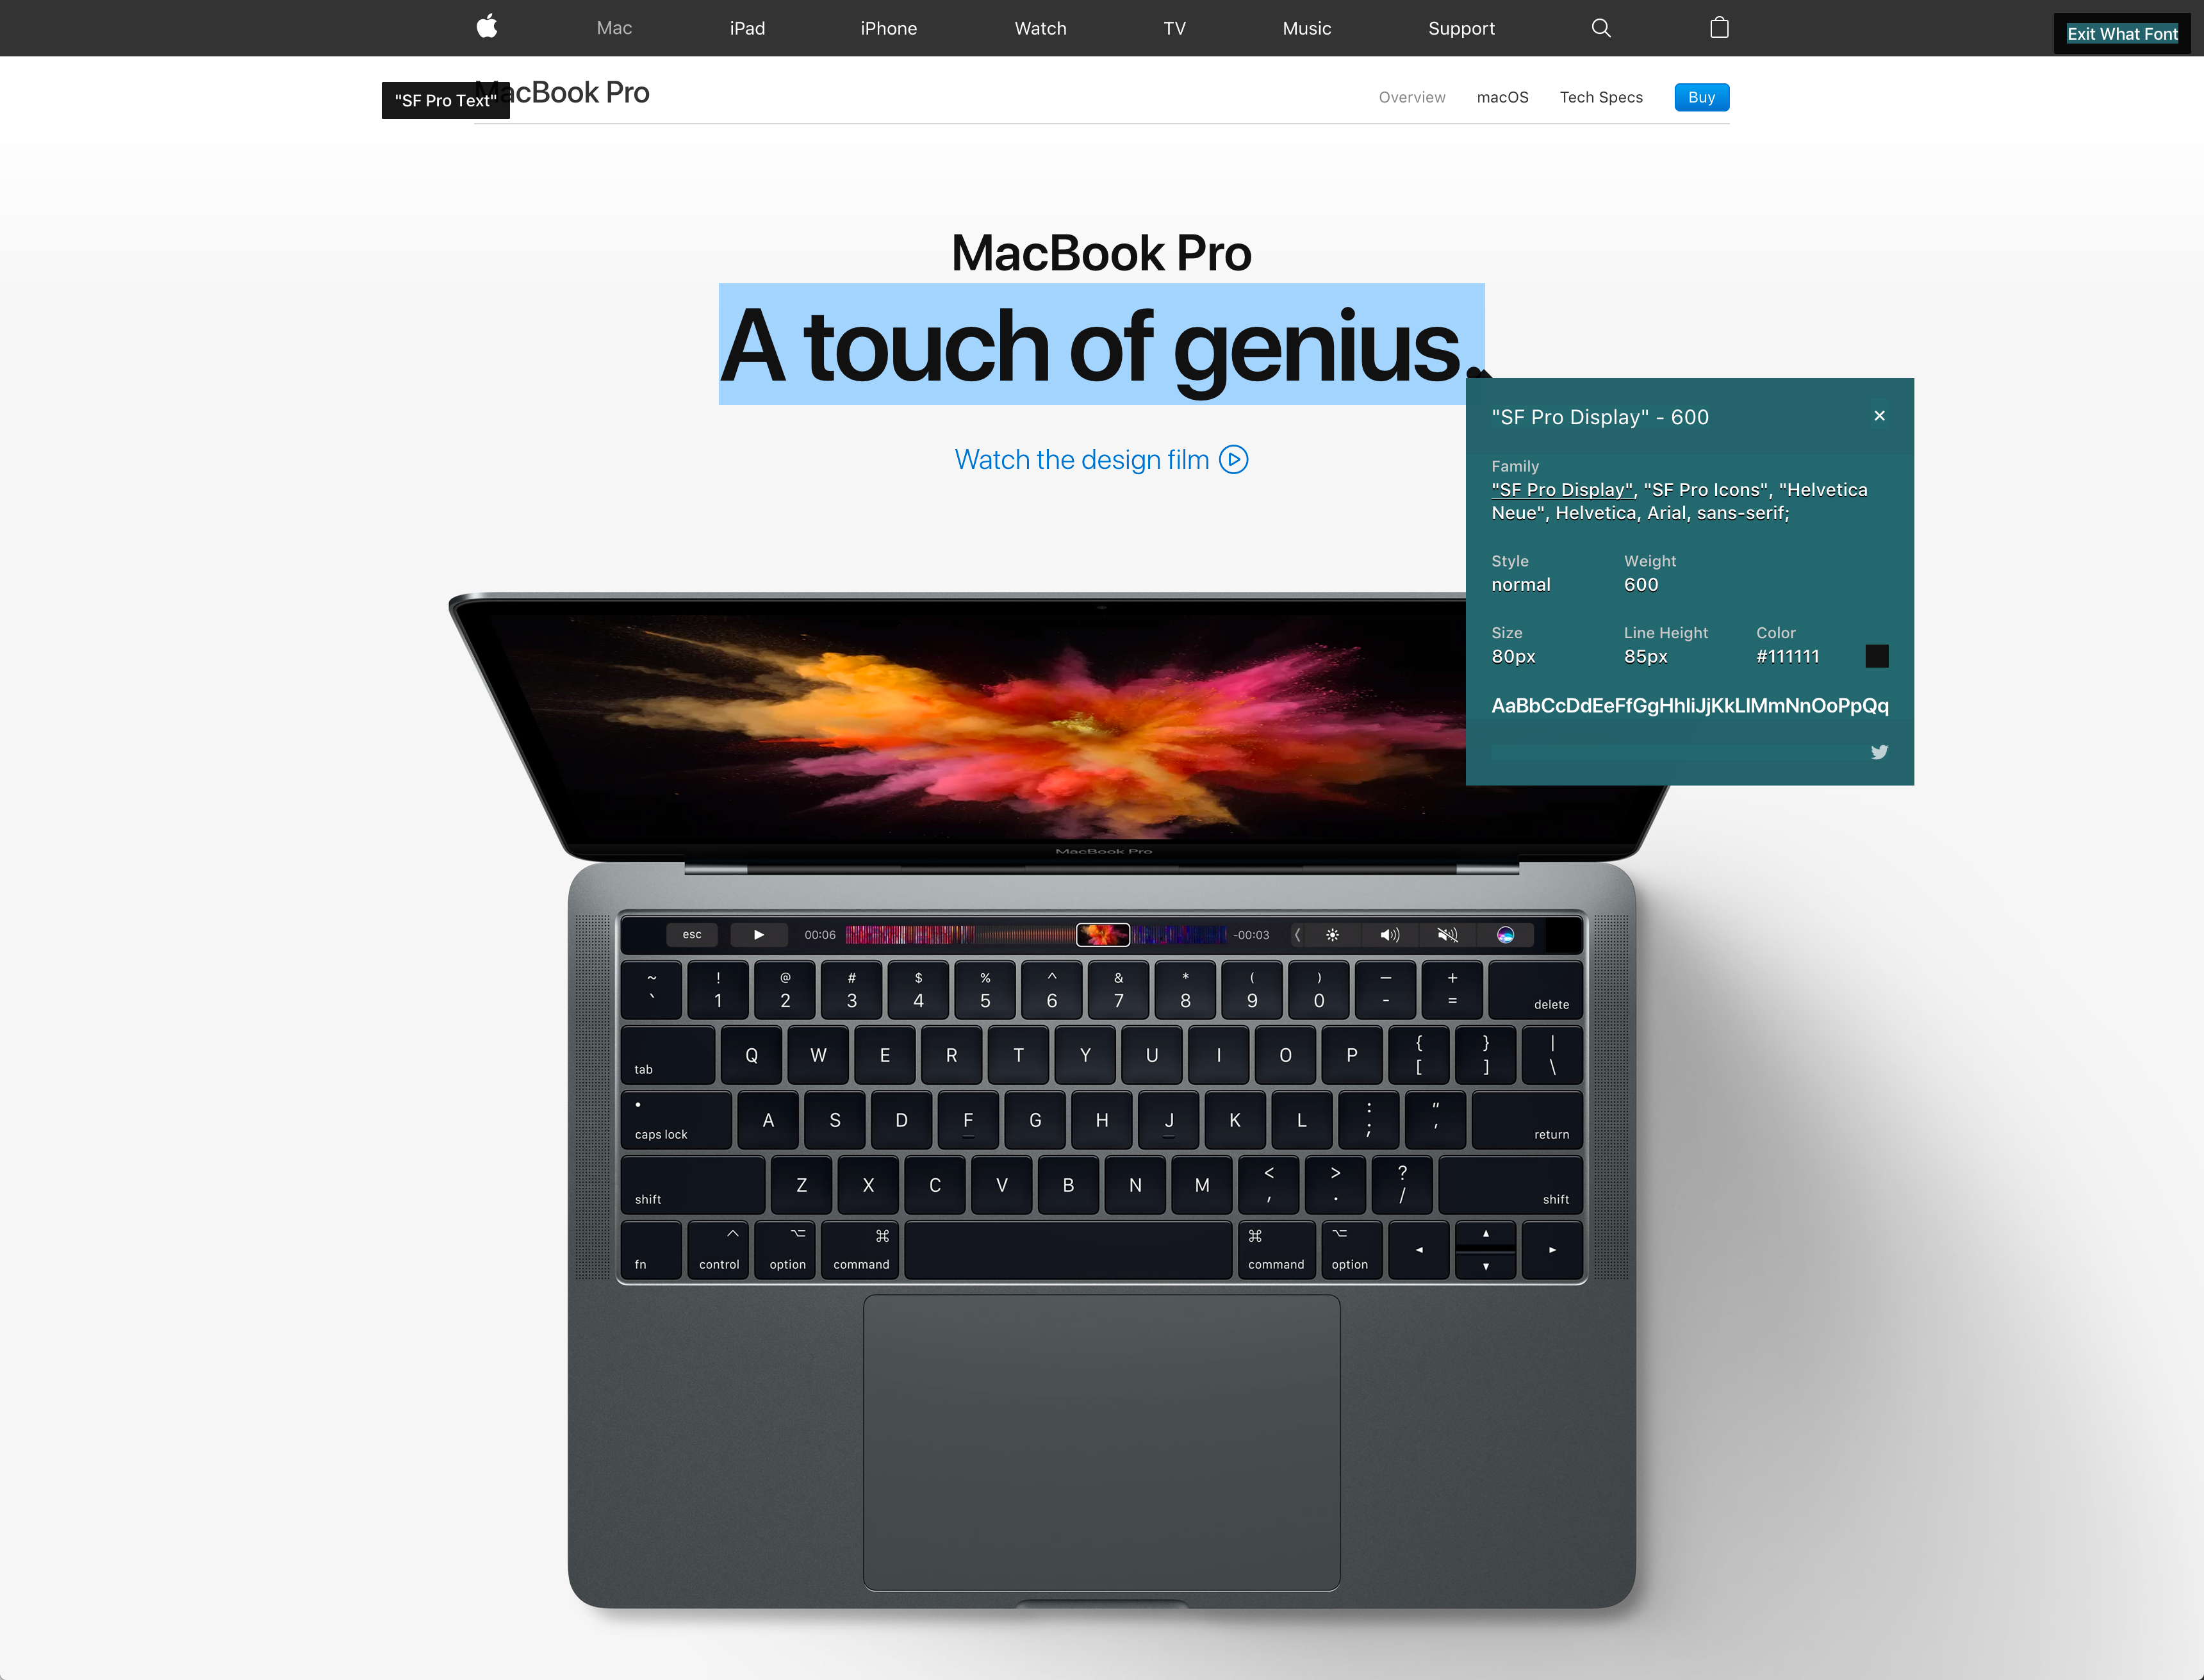 Mac iPad iPhone Watch TV Music Support
Exit What Font
"SF Pro Text"
MacBook Pro
Overview macOS Tech Specs Buy
MacBook Pro
A touch of genius.
Watch the design film
"SF Pro Display" - 600
Family
"SF Pro Display", "SF Pro Icons", "Helvetica
Neue", Helvetica, Arial, sans-serif;
Style Weight
normal 600
Size Line Height Color
80px 85px #111111
AaBbCcDdEeFfGgHhIiJjKkLlMmNnOoPpQq
MacBook Pro
esc 00:06 -00:03
~ ! @ # $ % ^ & * ( ) — +
` 1 2 3 4 5 6 7 8 9 0 - = delete
tab Q W E R T Y U I O P { [ } ] | \
caps lock A S D F G H J K L : ; " ' return
shift Z X C V B N M < , > . ? / shift
fn control option ⌘ command ⌘ command option